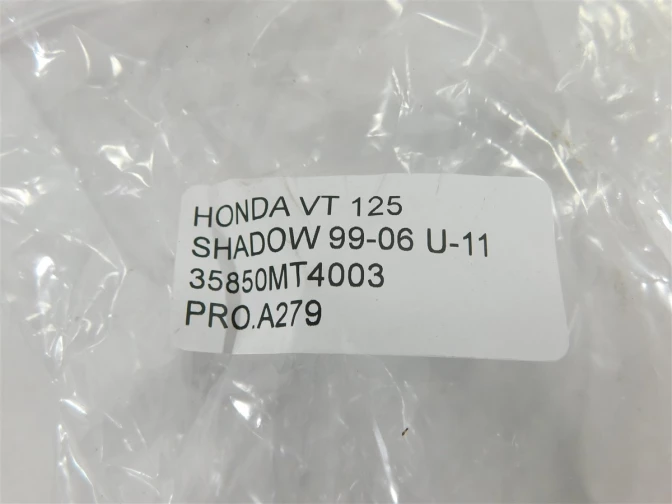 HONDA VT 125
SHADOW 99-06 U-11
35850MT4003
PRO.A279